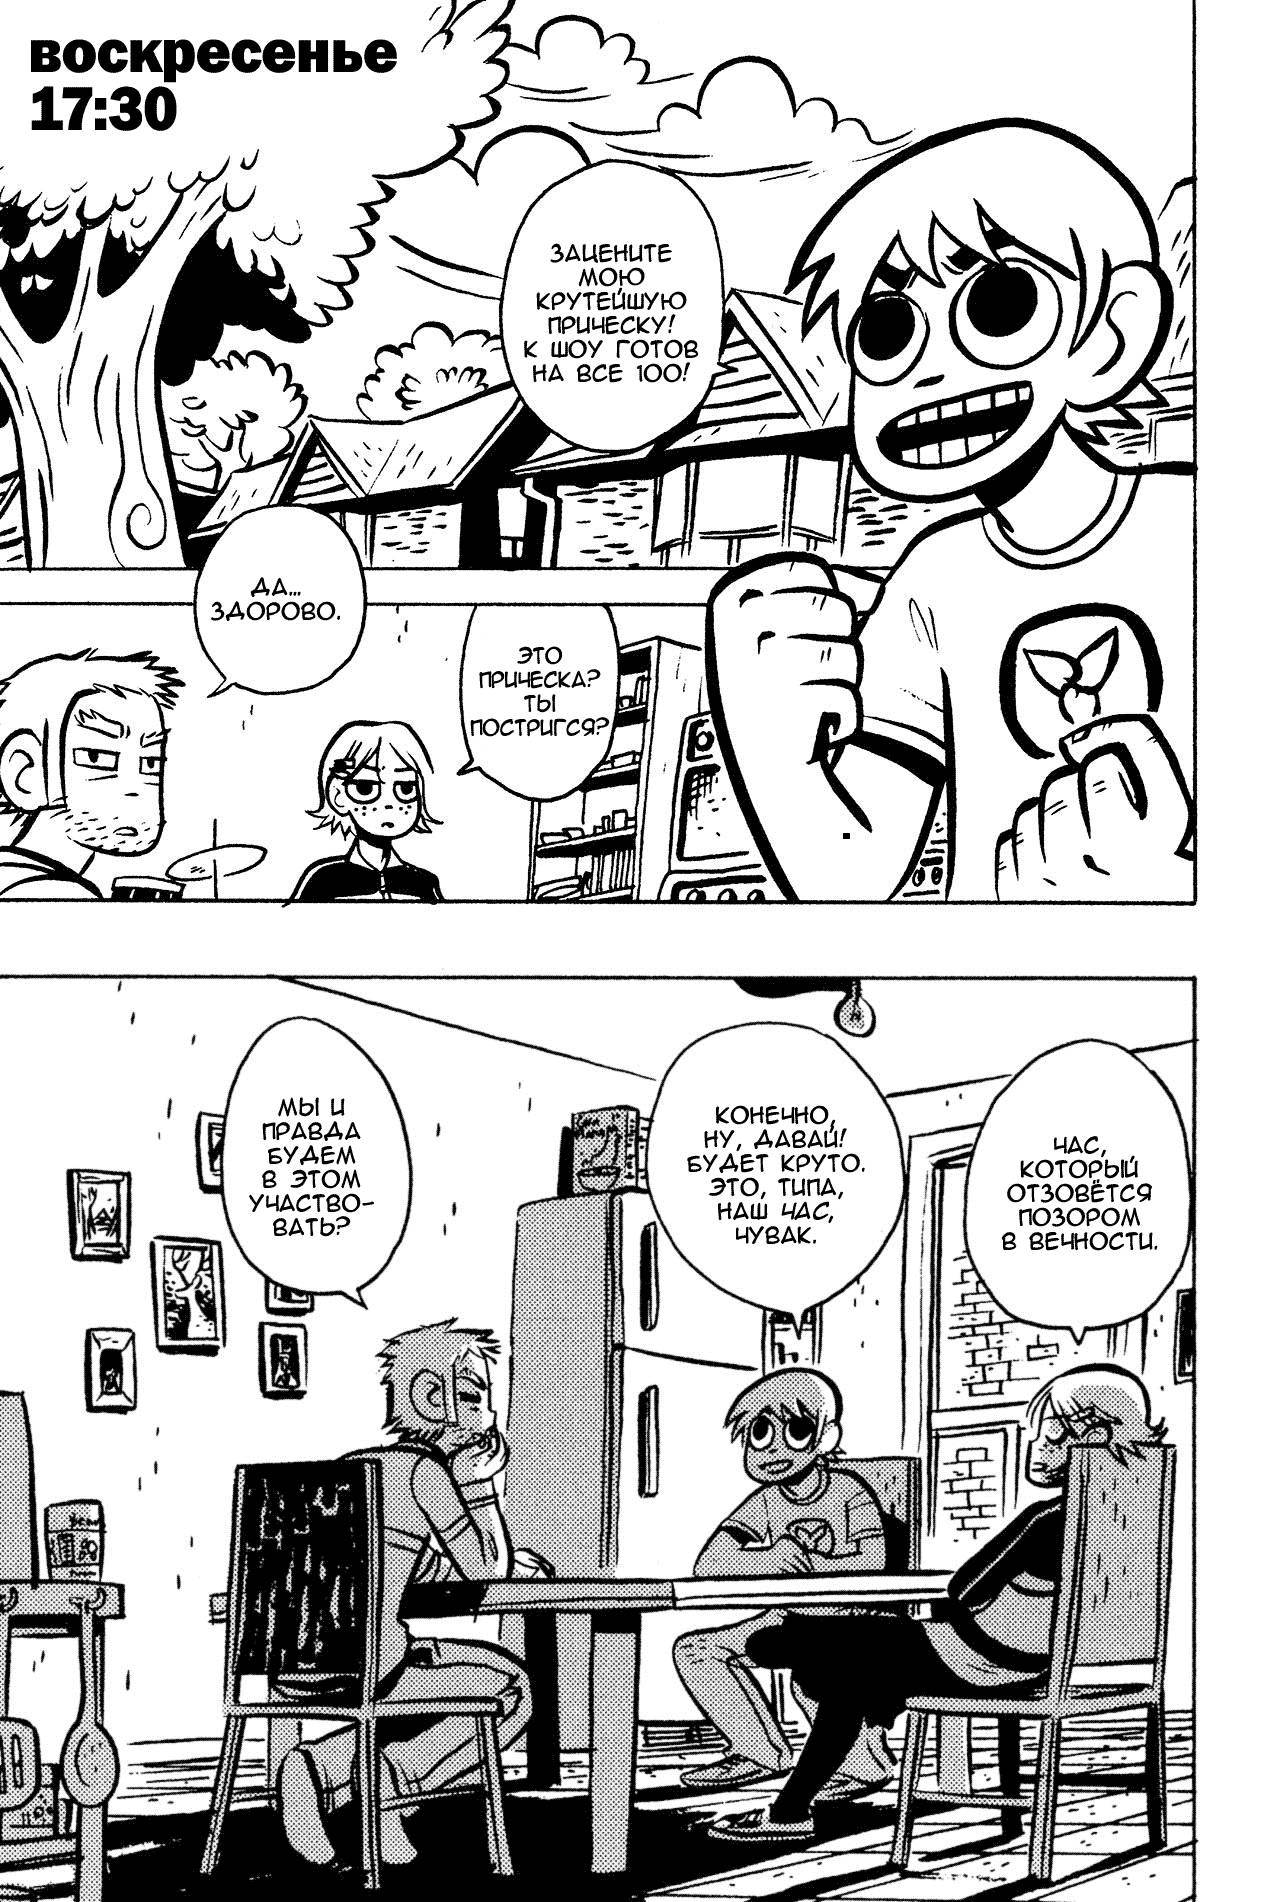 воскресенье
17:30
ЗАЦЕНИТЕ
МОЮ
КРУТЕЙШУЮ
ПРИЧЕСКУ!
К ШОУ ГОТОВ
НА ВСЕ 100!
ДА...
ЗДОРОВО.
ЭТО
ПРИЧЕСКА?
ТЫ
ПОСТРИГСЯ?
МЫ И
ПРАВДА
БУДЕМ
В ЭТОМ
УЧАСТВО-
ВАТЬ?
КОНЕЧНО,
НУ, ДАВАЙ!
БУДЕТ КРУТО.
ЭТО, ТИПА,
НАШ ЧАС,
ЧУВАК.
ЧАС,
КОТОРЫЙ
ОТЗОВЁТСЯ
ПОЗОРОМ
В ВЕЧНОСТИ.